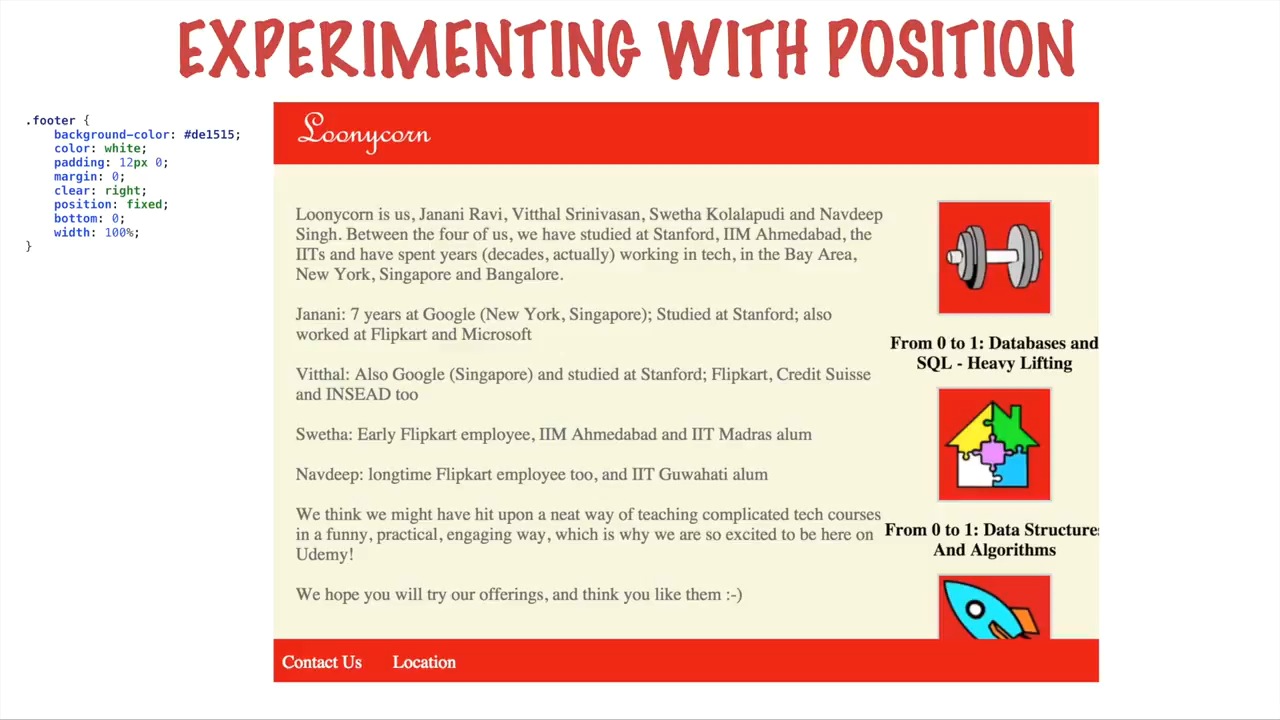 EXPERIMENTING WITH POSITION
.footer {
background-color: #de1515;
color: white;
padding: 12px 0;
margin: 0;
clear: right;
position: fixed;
bottom: 0;
width: 100%;
}
Loonycorn
Loonycorn is us, Janani Ravi, Vitthal Srinivasan, Swetha Kolalapudi and Navdeep
Singh. Between the four of us, we have studied at Stanford, IIM Ahmedabad, the
IITs and have spent years (decades, actually) working in tech, in the Bay Area,
New York, Singapore and Bangalore.
Janani: 7 years at Google (New York, Singapore); Studied at Stanford; also
worked at Flipkart and Microsoft
Vitthal: Also Google (Singapore) and studied at Stanford; Flipkart, Credit Suisse
and INSEAD too
Swetha: Early Flipkart employee, IIM Ahmedabad and IIT Madras alum
Navdeep: longtime Flipkart employee too, and IIT Guwahati alum
We think we might have hit upon a neat way of teaching complicated tech courses
in a funny, practical, engaging way, which is why we are so excited to be here on
Udemy!
We hope you will try our offerings, and think you like them :-)
From 0 to 1: Databases and
SQL - Heavy Lifting
From 0 to 1: Data Structures
And Algorithms
Contact Us Location